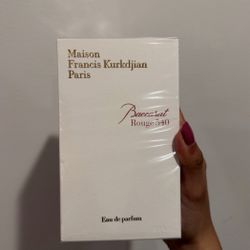 Maison
Francis Kurkdjian
Paris
Baccarat
Rouge 540
Eau de parfum